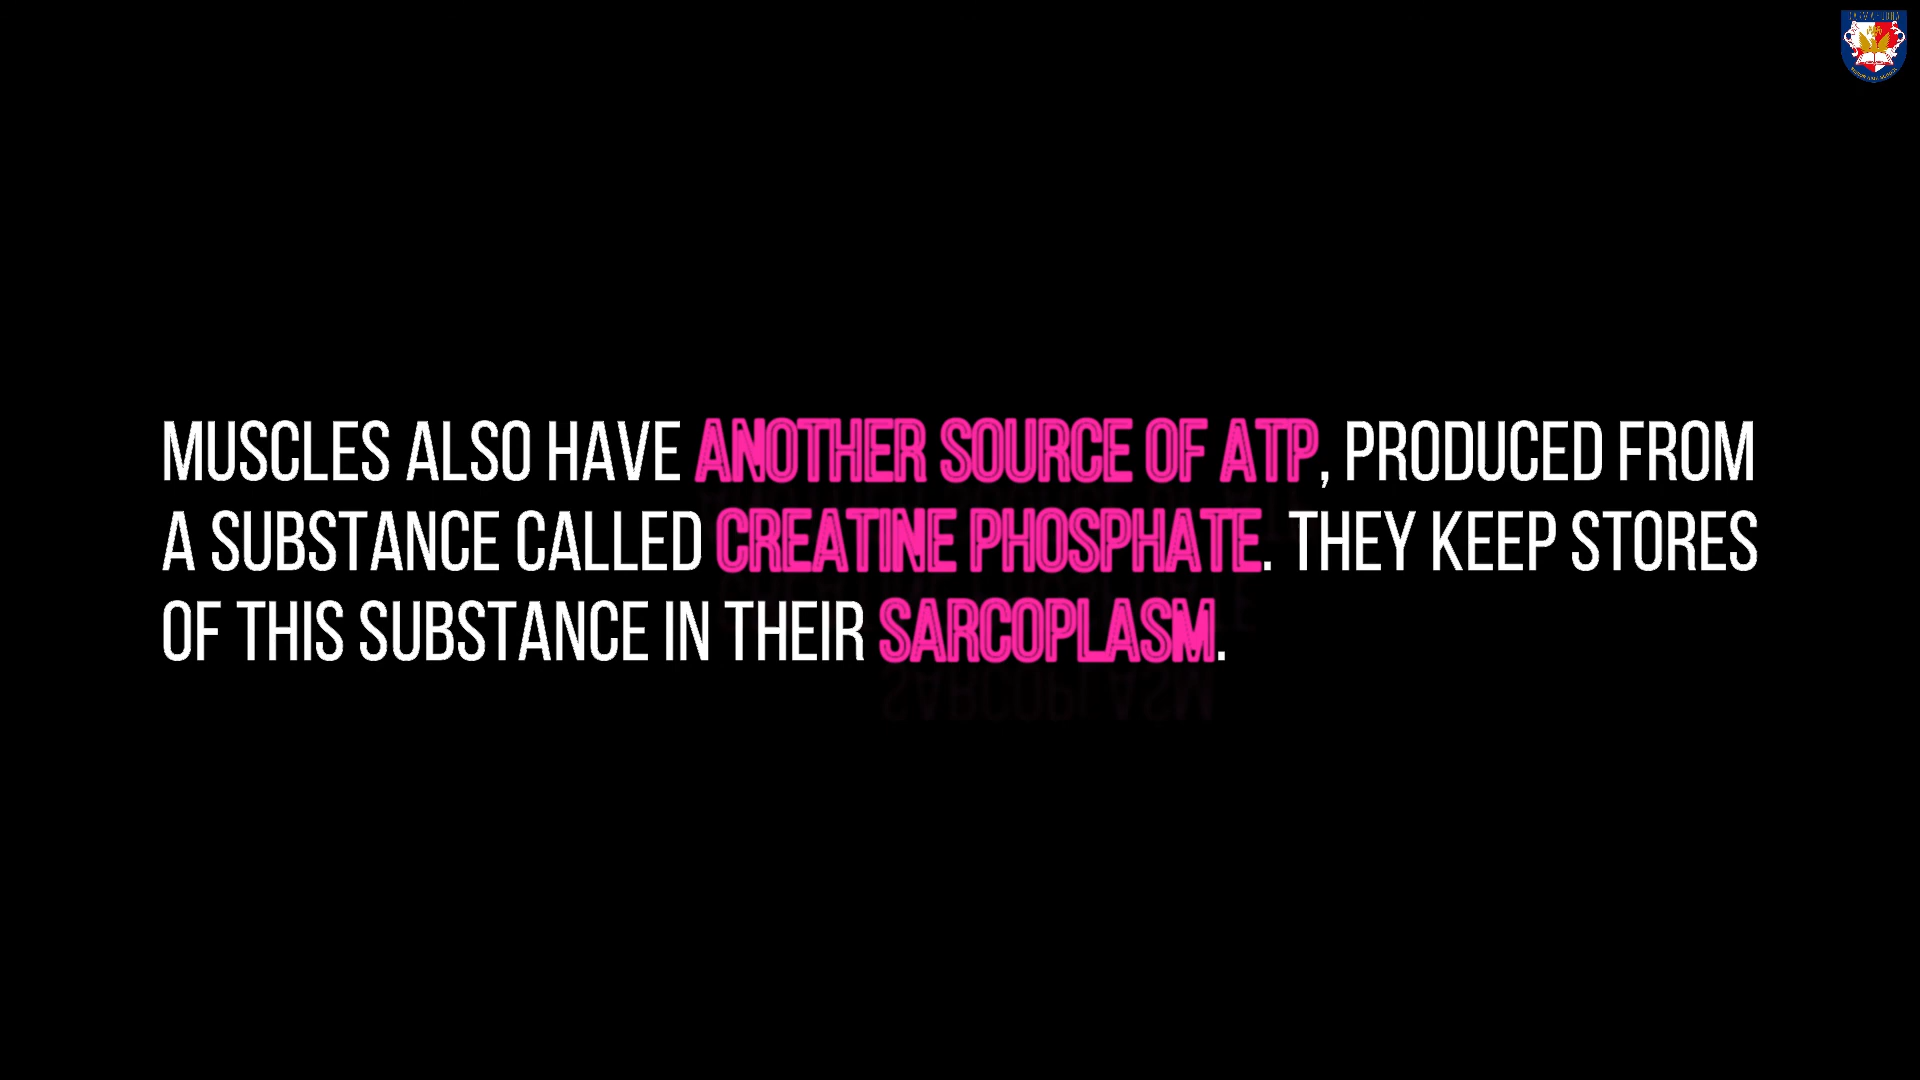 MUSCLES ALSO HAVE ANOTHER SOURCE OF ATP, PRODUCED FROM
A SUBSTANCE CALLED CREATINE PHOSPHATE. THEY KEEP STORES
OF THIS SUBSTANCE IN THEIR SARCOPLASM.